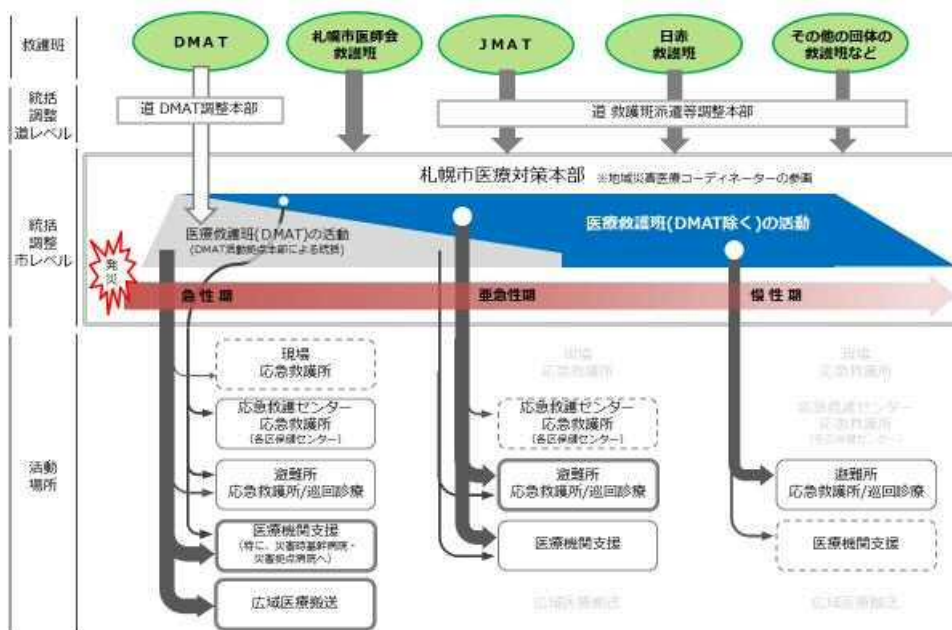 救護班
DMAT
札幌市医師会
救護班
JMAT
日赤
救護班
その他の団体の
救護班など
統括
調整
道レベル
道 DMAT調整本部
道 救護班派遣等調整本部
札幌市医療対策本部 ※地域災害医療コーディネーターの参画
統括
調整
市レベル
医療救護班(DMAT)の活動
(DMAT活動拠点本部による統括)
医療救護班(DMAT除く)の活動
発災
急性期
亜急性期
慢性期
活動
場所
現場
応急救護所
応急救護センター
応急救護所
(各区保健センター)
避難所
応急救護所/巡回診療
医療機関支援
(特に、災害時基幹病院・
災害拠点病院へ)
広域医療搬送
現場
応急救護所
応急救護センター
応急救護所
(各区保健センター)
避難所
応急救護所/巡回診療
医療機関支援
広域医療搬送
現場
応急救護所
応急救護センター
応急救護所
(各区保健センター)
避難所
応急救護所/巡回診療
医療機関支援
広域医療搬送